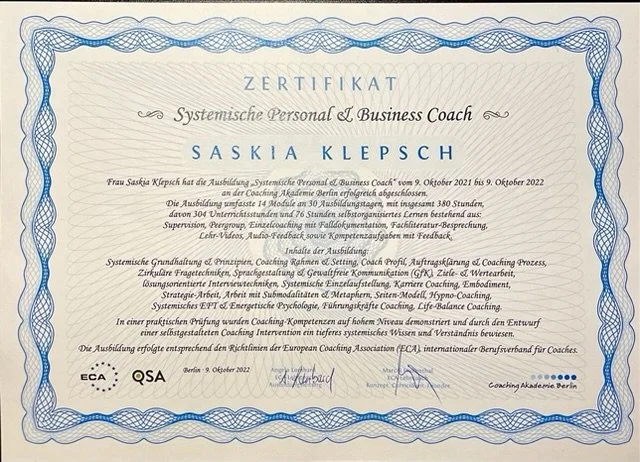 ZERTIFIKAT
Systemische Personal & Business Coach
SASKIA KLEPSCH
Frau Saskia Klepsch hat die Ausbildung „Systemische Personal & Business Coach" vom 9. Oktober 2021 bis 9. Oktober 2022
an der Coaching Akademie Berlin erfolgreich abgeschlossen.
Die Ausbildung umfasste 14 Module an 30 Ausbildungstagen, mit insgesamt 380 Stunden,
davon 304 Unterrichtsstunden und 76 Stunden selbstorganisiertes Lernen bestehend aus:
Supervision, Peergroup, Einzelcoaching mit Falldokumentation, Fachliteratur-Besprechung,
Lehr-Videos, Audio-Feedback sowie Kompetenzaufgaben mit Feedback.
Inhalte der Ausbildung:
Systemische Grundhaltung & Prinzipien, Coaching Rahmen & Setting, Coach Profil, Auftragsklärung & Coaching Prozess,
Zirkuläre Fragetechniken, Sprachgestaltung & Gewaltfreie Kommunikation (GfK), Ziele- & Wertearbeit,
lösungsorientierte Interviewtechniken, Systemische Einzelaufstellung, Karriere Coaching, Embodiment,
Strategie-Arbeit, Arbeit mit Submodalitäten & Metaphern, Seiten-Modell, Hypno-Coaching,
Systemisches EFT & Energetische Psychologie, Führungskräfte Coaching, Life-Balance Coaching.
In einer praktischen Prüfung wurden Coaching-Kompetenzen auf hohem Niveau demonstriert und durch den Entwurf
einer selbstgestalteten Coaching Intervention ein tieferes systemisches Wissen und Verständnis bewiesen.
Die Ausbildung erfolgte entsprechend den Richtlinien der European Coaching Association (ECA), internationaler Berufsverband für Coaches.
ECA
QSA
Berlin · 9. Oktober 2022
Angela
Coaching Akademie Berlin